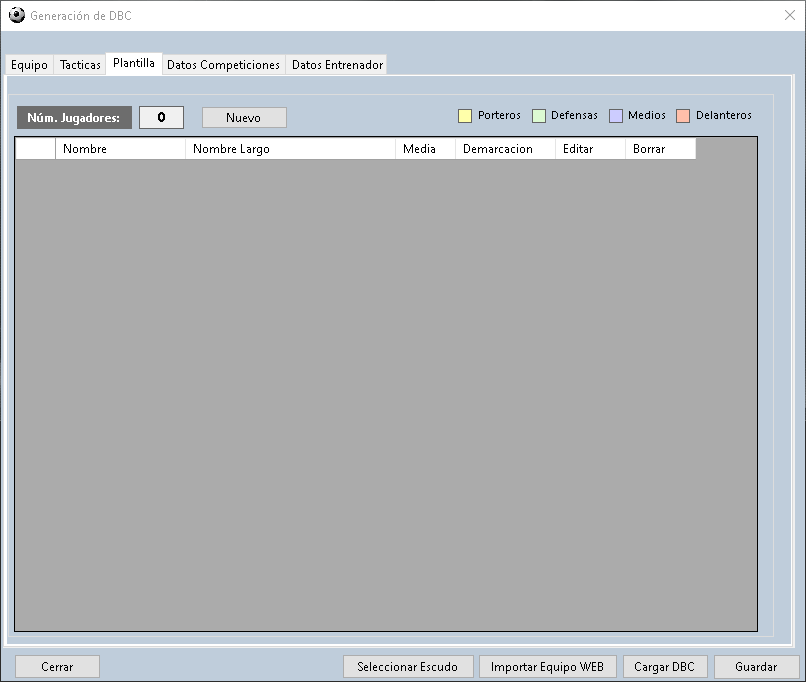 Generación de DBC
Equipo Tacticas Plantilla Datos Competiciones Datos Entrenador
Núm. Jugadores: 0 Nuevo Porteros Defensas Medios Delanteros
Nombre Nombre Largo Media Demarcacion Editar Borrar
Cerrar Seleccionar Escudo Importar Equipo WEB Cargar DBC Guardar